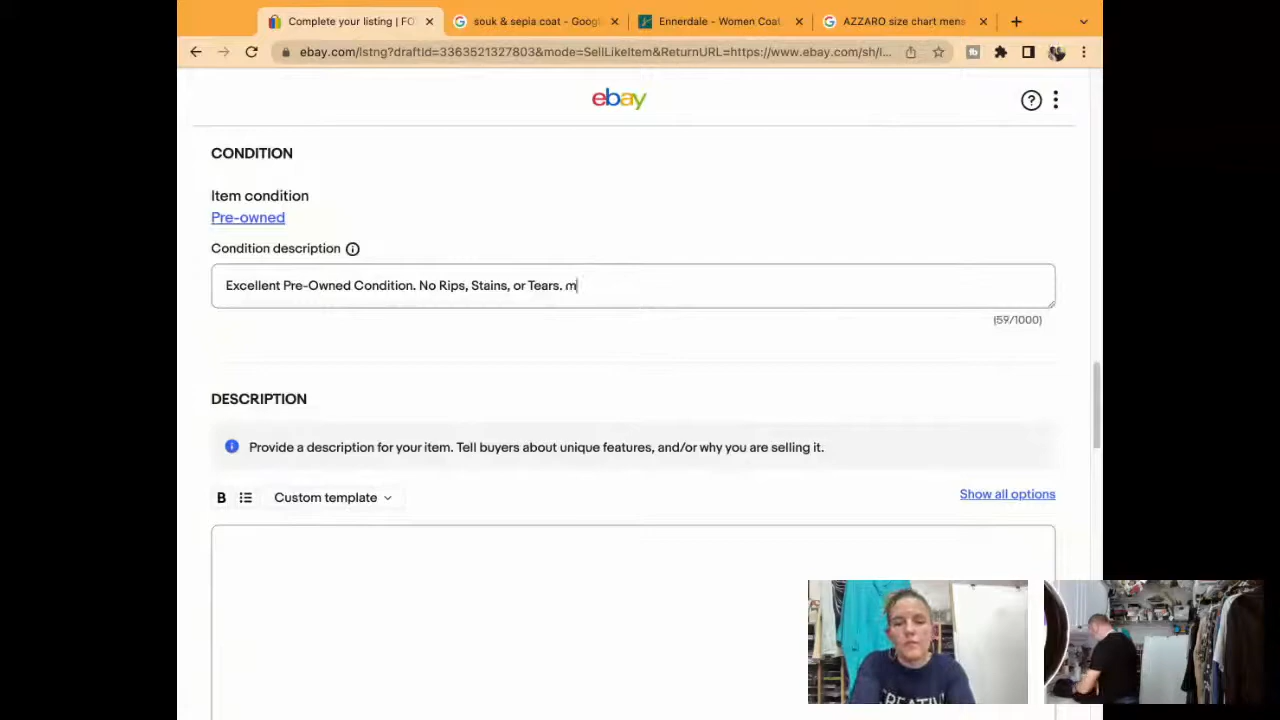 Complete your listing | FO
souk & sepia coat - Googl
Ennerdale - Women Coat
AZZARO size chart mens
ebay.com/lstng?draftId=3363521327803&mode=SellLikeItem&ReturnURL=https://www.ebay.com/sh/l...
ebay
CONDITION
Item condition
Pre-owned
Condition description
Excellent Pre-Owned Condition. No Rips, Stains, or Tears. m
(59/1000)
DESCRIPTION
Provide a description for your item. Tell buyers about unique features, and/or why you are selling it.
B
Custom template
Show all options